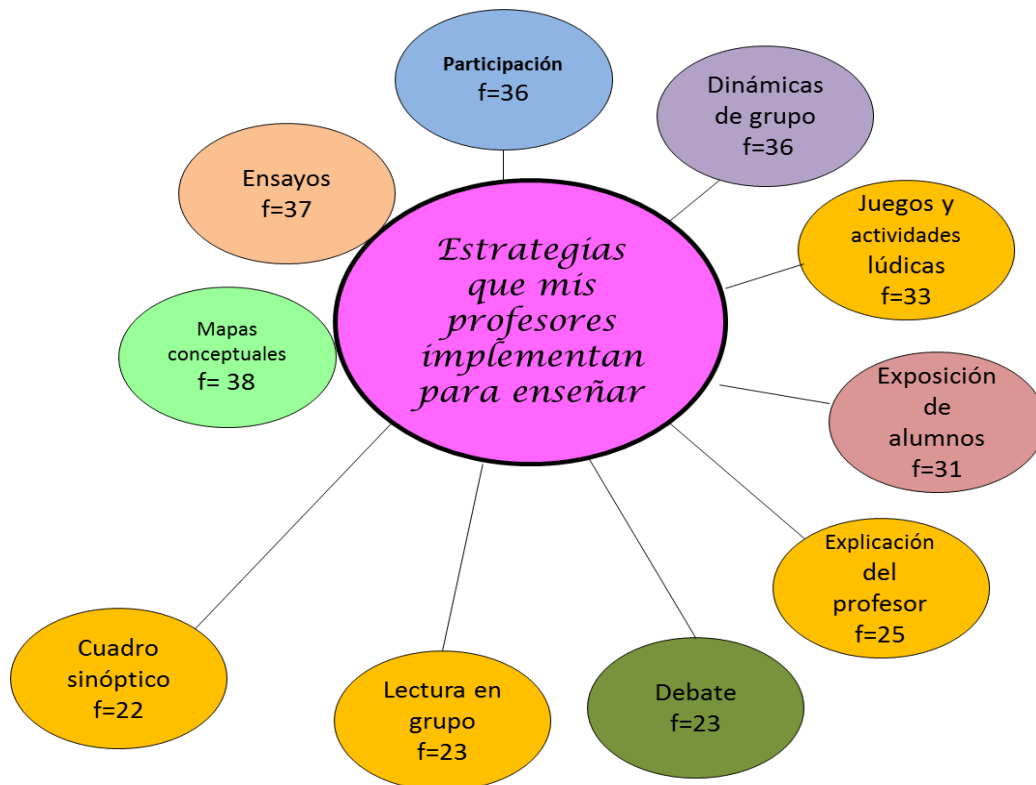 Participación
f=36
Dinámicas
de grupo
f=36
Ensayos
f=37
Juegos y
actividades
lúdicas
f=33
Estrategias
que mis
profesores
implementan
para enseñar
Mapas
conceptuales
f= 38
Exposición
de
alumnos
f=31
Explicación
del
profesor
f=25
Cuadro
sinóptico
f=22
Lectura en
grupo
f=23
Debate
f=23